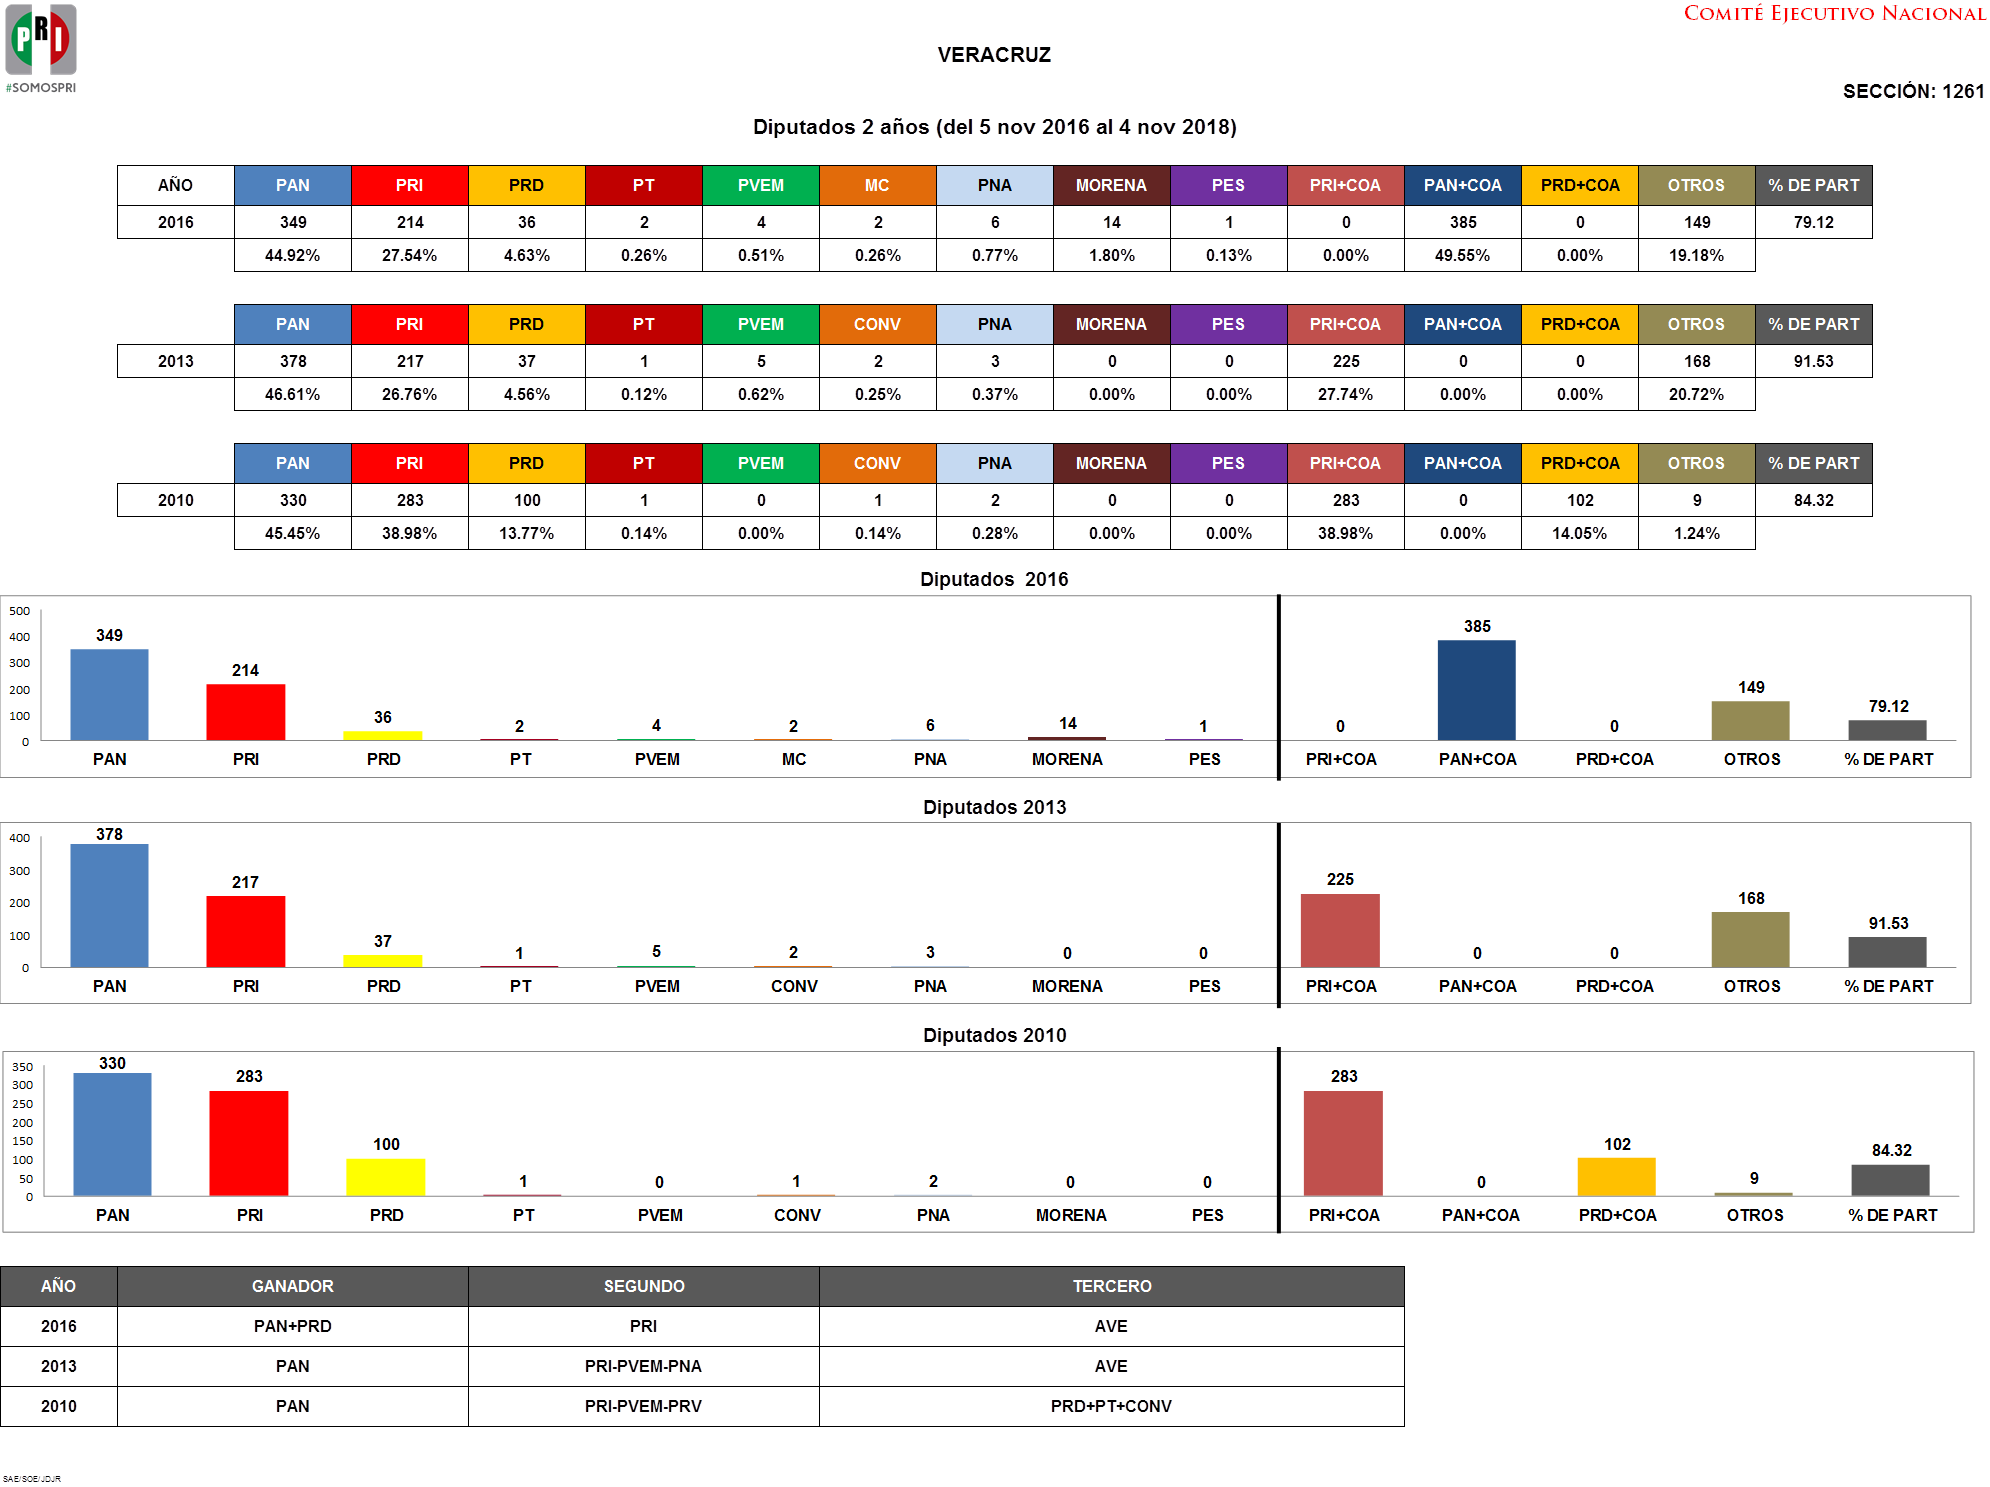 PRI
#SOMOSPRI
COMITÉ EJECUTIVO NACIONAL
VERACRUZ
SECCIÓN: 1261
Diputados 2 años (del 5 nov 2016 al 4 nov 2018)
AÑO PAN PRI PRD PT PVEM MC PNA MORENA PES PRI+COA PAN+COA PRD+COA OTROS % DE PART
2016 349 214 36 2 4 2 6 14 1 0 385 0 149 79.12
44.92% 27.54% 4.63% 0.26% 0.51% 0.26% 0.77% 1.80% 0.13% 0.00% 49.55% 0.00% 19.18%
PAN PRI PRD PT PVEM CONV PNA MORENA PES PRI+COA PAN+COA PRD+COA OTROS % DE PART
2013 378 217 37 1 5 2 3 0 0 225 0 0 168 91.53
46.61% 26.76% 4.56% 0.12% 0.62% 0.25% 0.37% 0.00% 0.00% 27.74% 0.00% 0.00% 20.72%
PAN PRI PRD PT PVEM CONV PNA MORENA PES PRI+COA PAN+COA PRD+COA OTROS % DE PART
2010 330 283 100 1 0 1 2 0 0 283 0 102 9 84.32
45.45% 38.98% 13.77% 0.14% 0.00% 0.14% 0.28% 0.00% 0.00% 38.98% 0.00% 14.05% 1.24%
Diputados 2016
500
400
300
200
100
0
349 214 36 2 4 2 6 14 1 0 385 0 149 79.12
PAN PRI PRD PT PVEM MC PNA MORENA PES PRI+COA PAN+COA PRD+COA OTROS % DE PART
Diputados 2013
400
300
200
100
0
378 217 37 1 5 2 3 0 0 225 0 0 168 91.53
PAN PRI PRD PT PVEM CONV PNA MORENA PES PRI+COA PAN+COA PRD+COA OTROS % DE PART
Diputados 2010
350
300
250
200
150
100
50
0
330 283 100 1 0 1 2 0 0 283 0 102 9 84.32
PAN PRI PRD PT PVEM CONV PNA MORENA PES PRI+COA PAN+COA PRD+COA OTROS % DE PART
AÑO GANADOR SEGUNDO TERCERO
2016 PAN+PRD PRI AVE
2013 PAN PRI-PVEM-PNA AVE
2010 PAN PRI-PVEM-PRV PRD+PT+CONV
SAE/SOE/JDJR